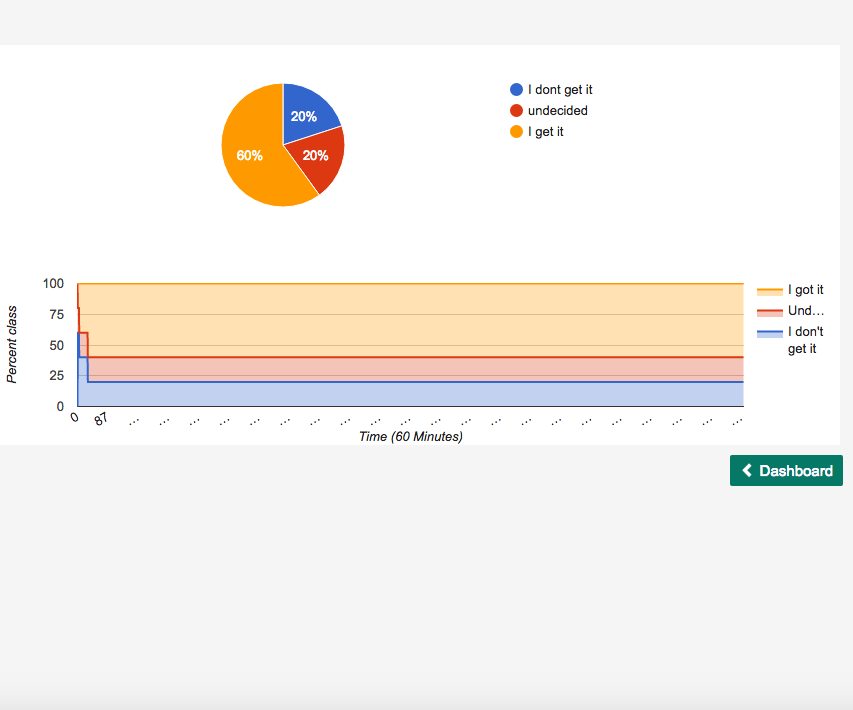 I dont get it
undecided
I get it
20%
60%
20%
100
75
50
25
0
Percent class
I got it
Und...
I don't
get it
0 87 ... ... ... ... ... ... ... ... ... ... ... ... ... ... ... ... ... ... ... ... ...
Time (60 Minutes)
Dashboard